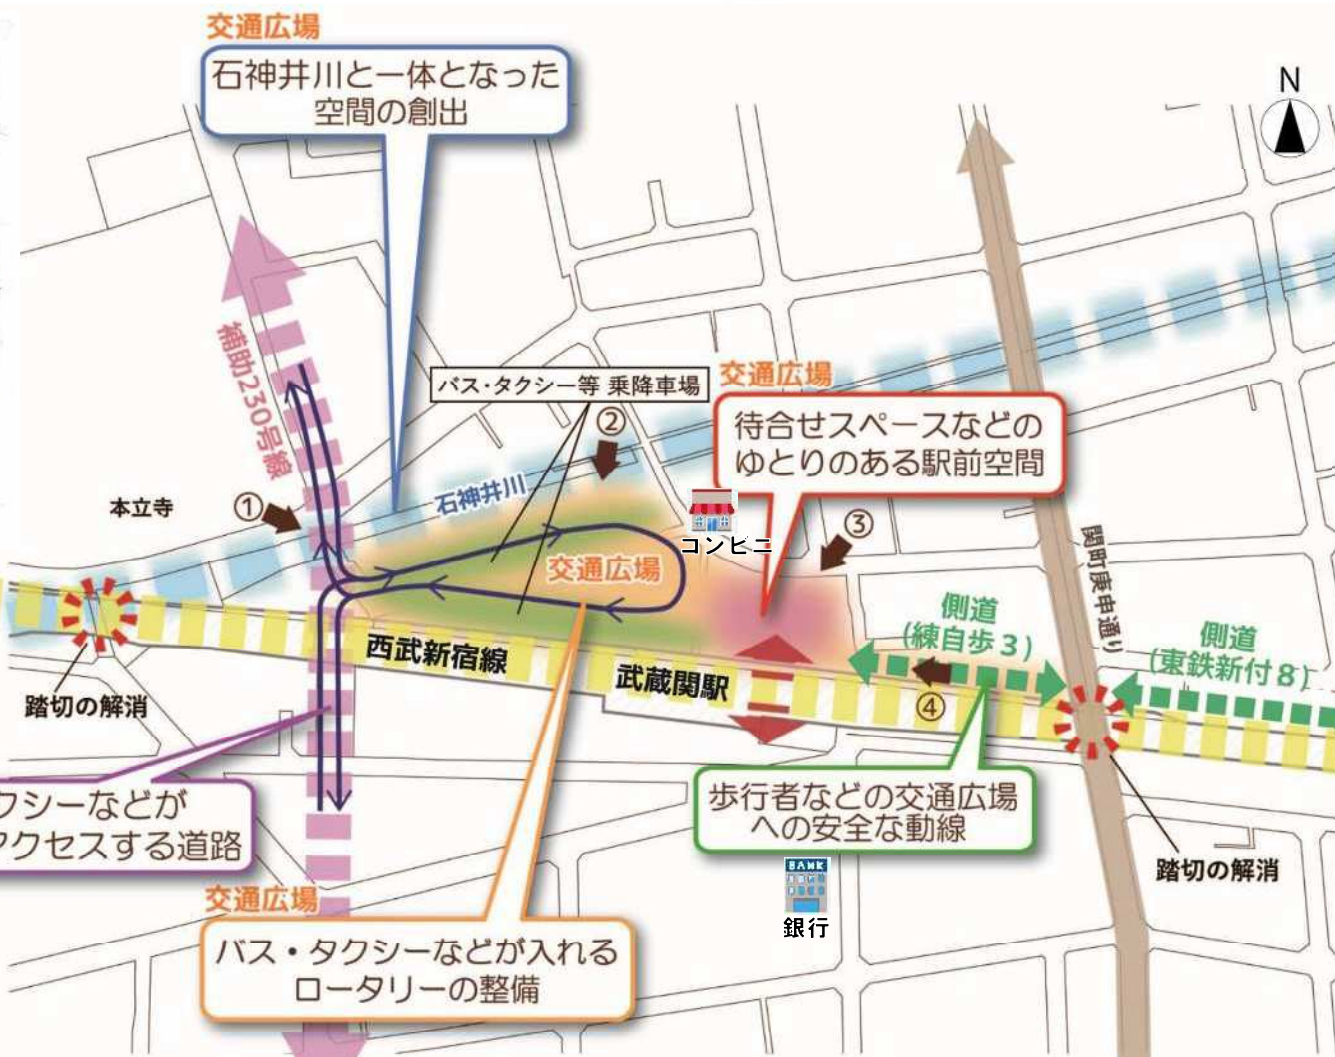 交通広場
石神井川と一体となった
空間の創出
N
補助230号線
バス・タクシー等 乗降車場
交通広場
待合せスペースなどの
ゆとりのある駅前空間
②
本立寺
①
石神井川
コンビニ
③
関町庚申通り
交通広場
側道
(練自歩3)
側道
(東鉄新付8)
西武新宿線
武蔵関駅
④
踏切の解消
クシーなどが
アクセスする道路
歩行者などの交通広場
への安全な動線
踏切の解消
BANK
銀行
交通広場
バス・タクシーなどが入れる
ロータリーの整備